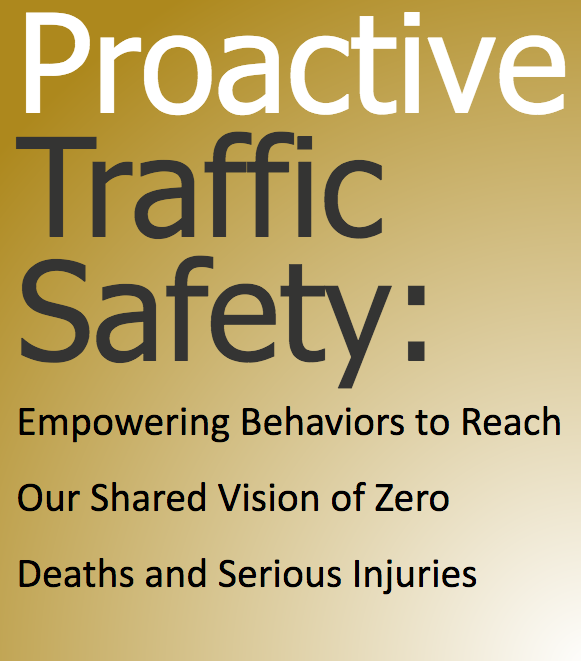 Proactive
Traffic
Safety:
Empowering Behaviors to Reach
Our Shared Vision of Zero
Deaths and Serious Injuries